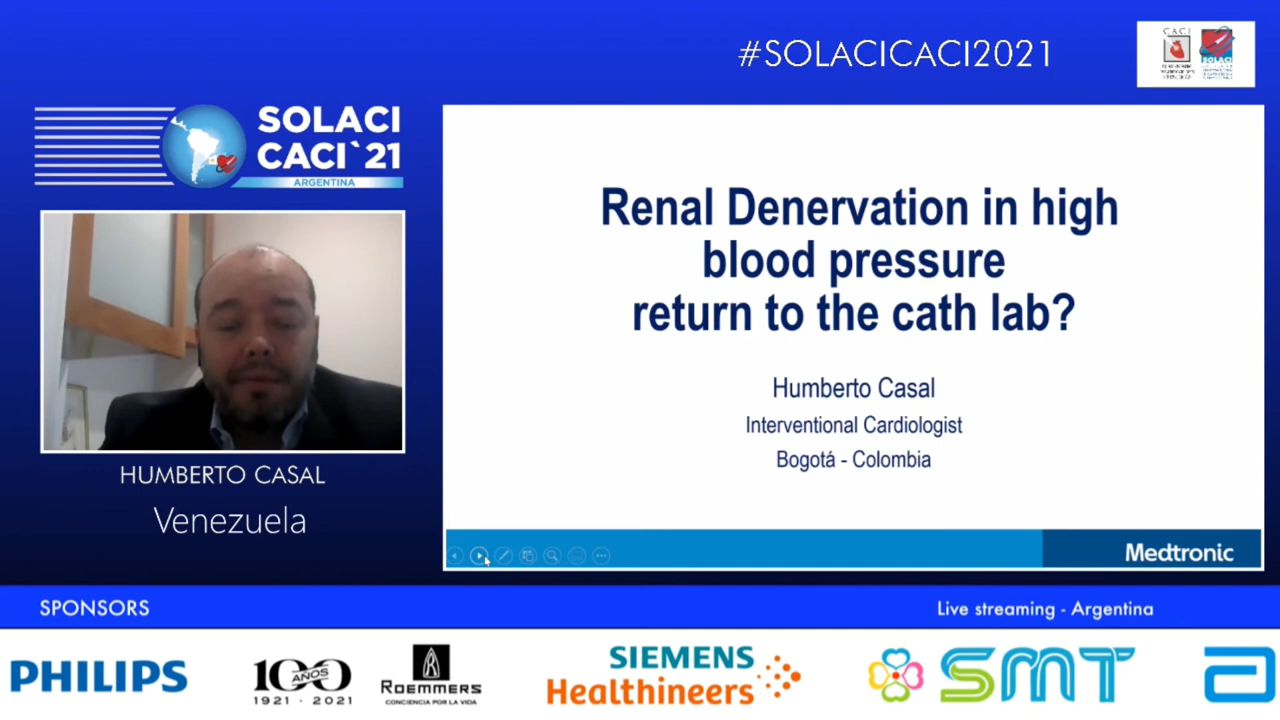 #SOLACICACI2021
CACI
SOLACI
SOLACI
CACI`21
ARGENTINA
Renal Denervation in high
blood pressure
return to the cath lab?
Humberto Casal
Interventional Cardiologist
Bogotá - Colombia
HUMBERTO CASAL
Venezuela
Medtronic
SPONSORS
Live streaming - Argentina
PHILIPS
100
AÑOS
1921 - 2021
ROEMMERS
CONCIENCIA POR LA VIDA
SIEMENS
Healthineers
SMT